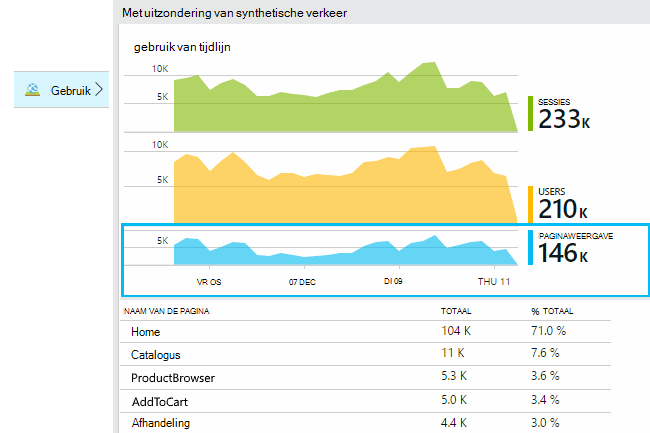 Met uitzondering van synthetische verkeer
Gebruik
gebruik van tijdlijn
10K
5K
SESSIES
233K
10K
5K
USERS
210K
5K
PAGINAWEERGAVE
146K
VR OS 07 DEC DI 09 THU 11
NAAM VAN DE PAGINA TOTAAL % TOTAAL
Home 104 K 71.0 %
Catalogus 11 K 7.6 %
ProductBrowser 5.3 K 3.6 %
AddToCart 5.0 K 3.4 %
Afhandeling 4.4 K 3.0 %